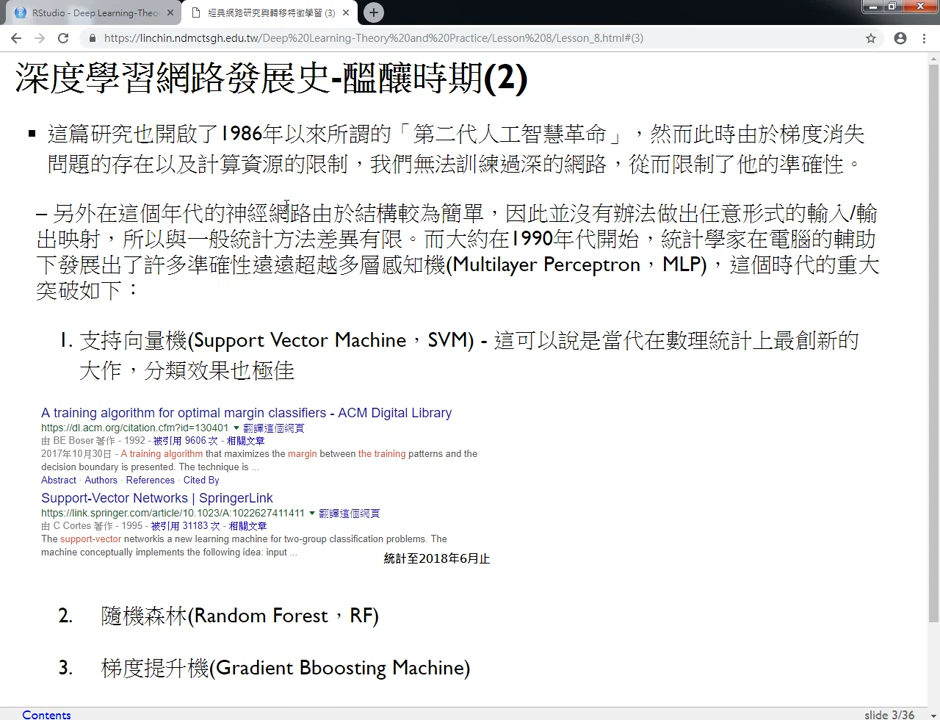 RStudio - Deep Learning-Theo
經典網路研究與轉移特徵學習 (3)
https://linchin.ndmctsgh.edu.tw/Deep%20Learning-Theory%20and%20Practice/Lesson%208/Lesson_8.html#(3)
深度學習網路發展史-醞釀時期(2)
這篇研究也開啟了1986年以來所謂的「第二代人工智慧革命」，然而此時由於梯度消失
問題的存在以及計算資源的限制，我們無法訓練過深的網路，從而限制了他的準確性。
– 另外在這個年代的神經網路由於結構較為簡單，因此並沒有辦法做出任意形式的輸入/輸
出映射，所以與一般統計方法差異有限。而大約在1990年代開始，統計學家在電腦的輔助
下發展出了許多準確性遠遠超越多層感知機(Multilayer Perceptron，MLP)，這個時代的重大
突破如下：
1. 支持向量機(Support Vector Machine，SVM) - 這可以說是當代在數理統計上最創新的
大作，分類效果也極佳
A training algorithm for optimal margin classifiers - ACM Digital Library
https://dl.acm.org/citation.cfm?id=130401 ▼ 翻譯這個網頁
由 BE Boser 著作 - 1992 - 被引用 9606 次 - 相關文章
2017年10月30日 - A training algorithm that maximizes the margin between the training patterns and the
decision boundary is presented. The technique is ...
Abstract · Authors · References · Cited By
Support-Vector Networks | SpringerLink
https://link.springer.com/article/10.1023/A:1022627411411 ▼ 翻譯這個網頁
由 C Cortes 著作 - 1995 - 被引用 31183 次 - 相關文章
The support-vector networkis a new learning machine for two-group classification problems. The
machine conceptually implements the following idea: input ...
統計至2018年6月止
2. 隨機森林(Random Forest，RF)
3. 梯度提升機(Gradient Bboosting Machine)
Contents
slide 3/36